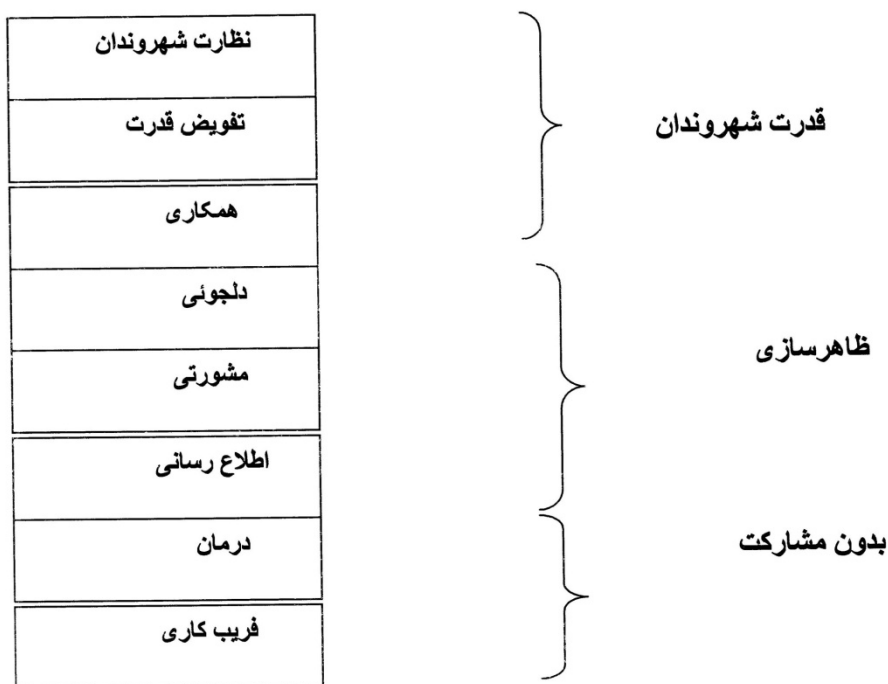 نظارت شهروندان
تفویض قدرت
قدرت شهروندان
همکاری
دلجوئی
ظاهرسازی
مشورتی
اطلاع رسانی
درمان
بدون مشارکت
فریب کاری